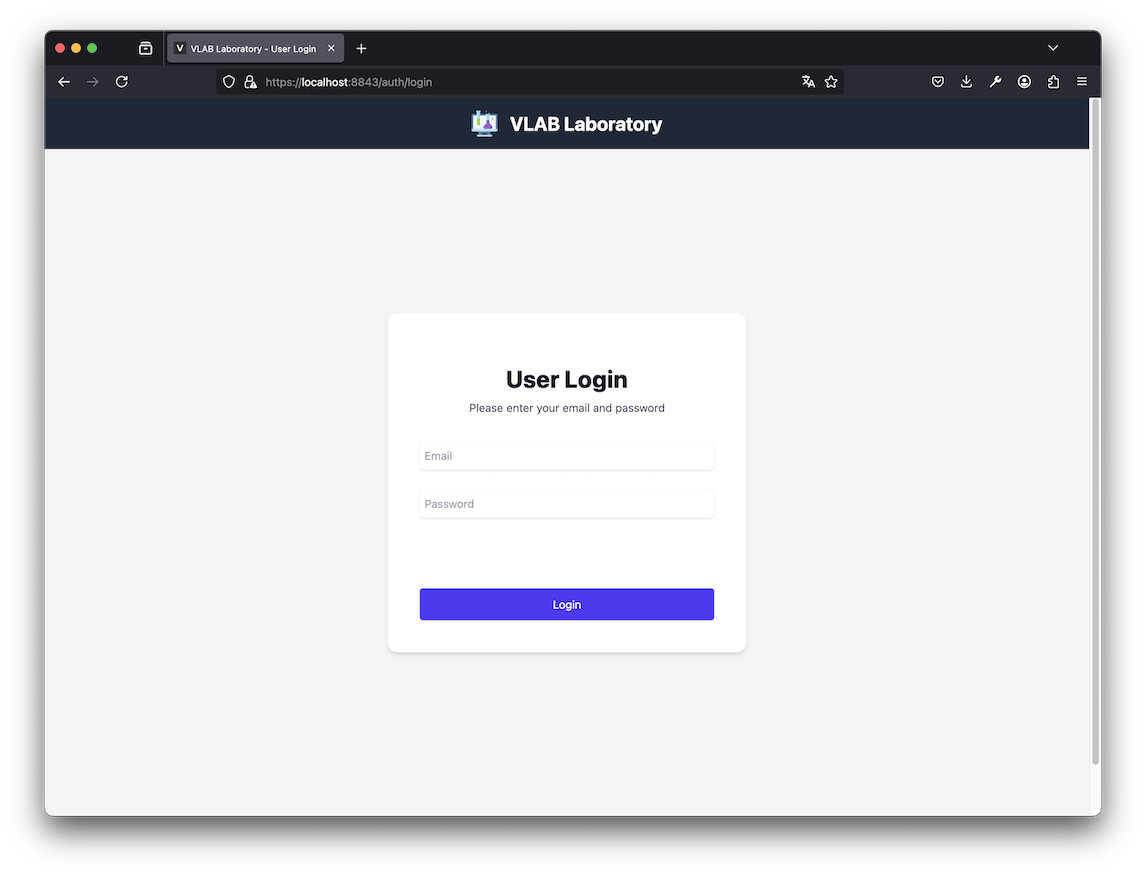 V VLAB Laboratory - User Login
https://localhost:8843/auth/login
VLAB Laboratory
User Login
Please enter your email and password
Email
Password
Login